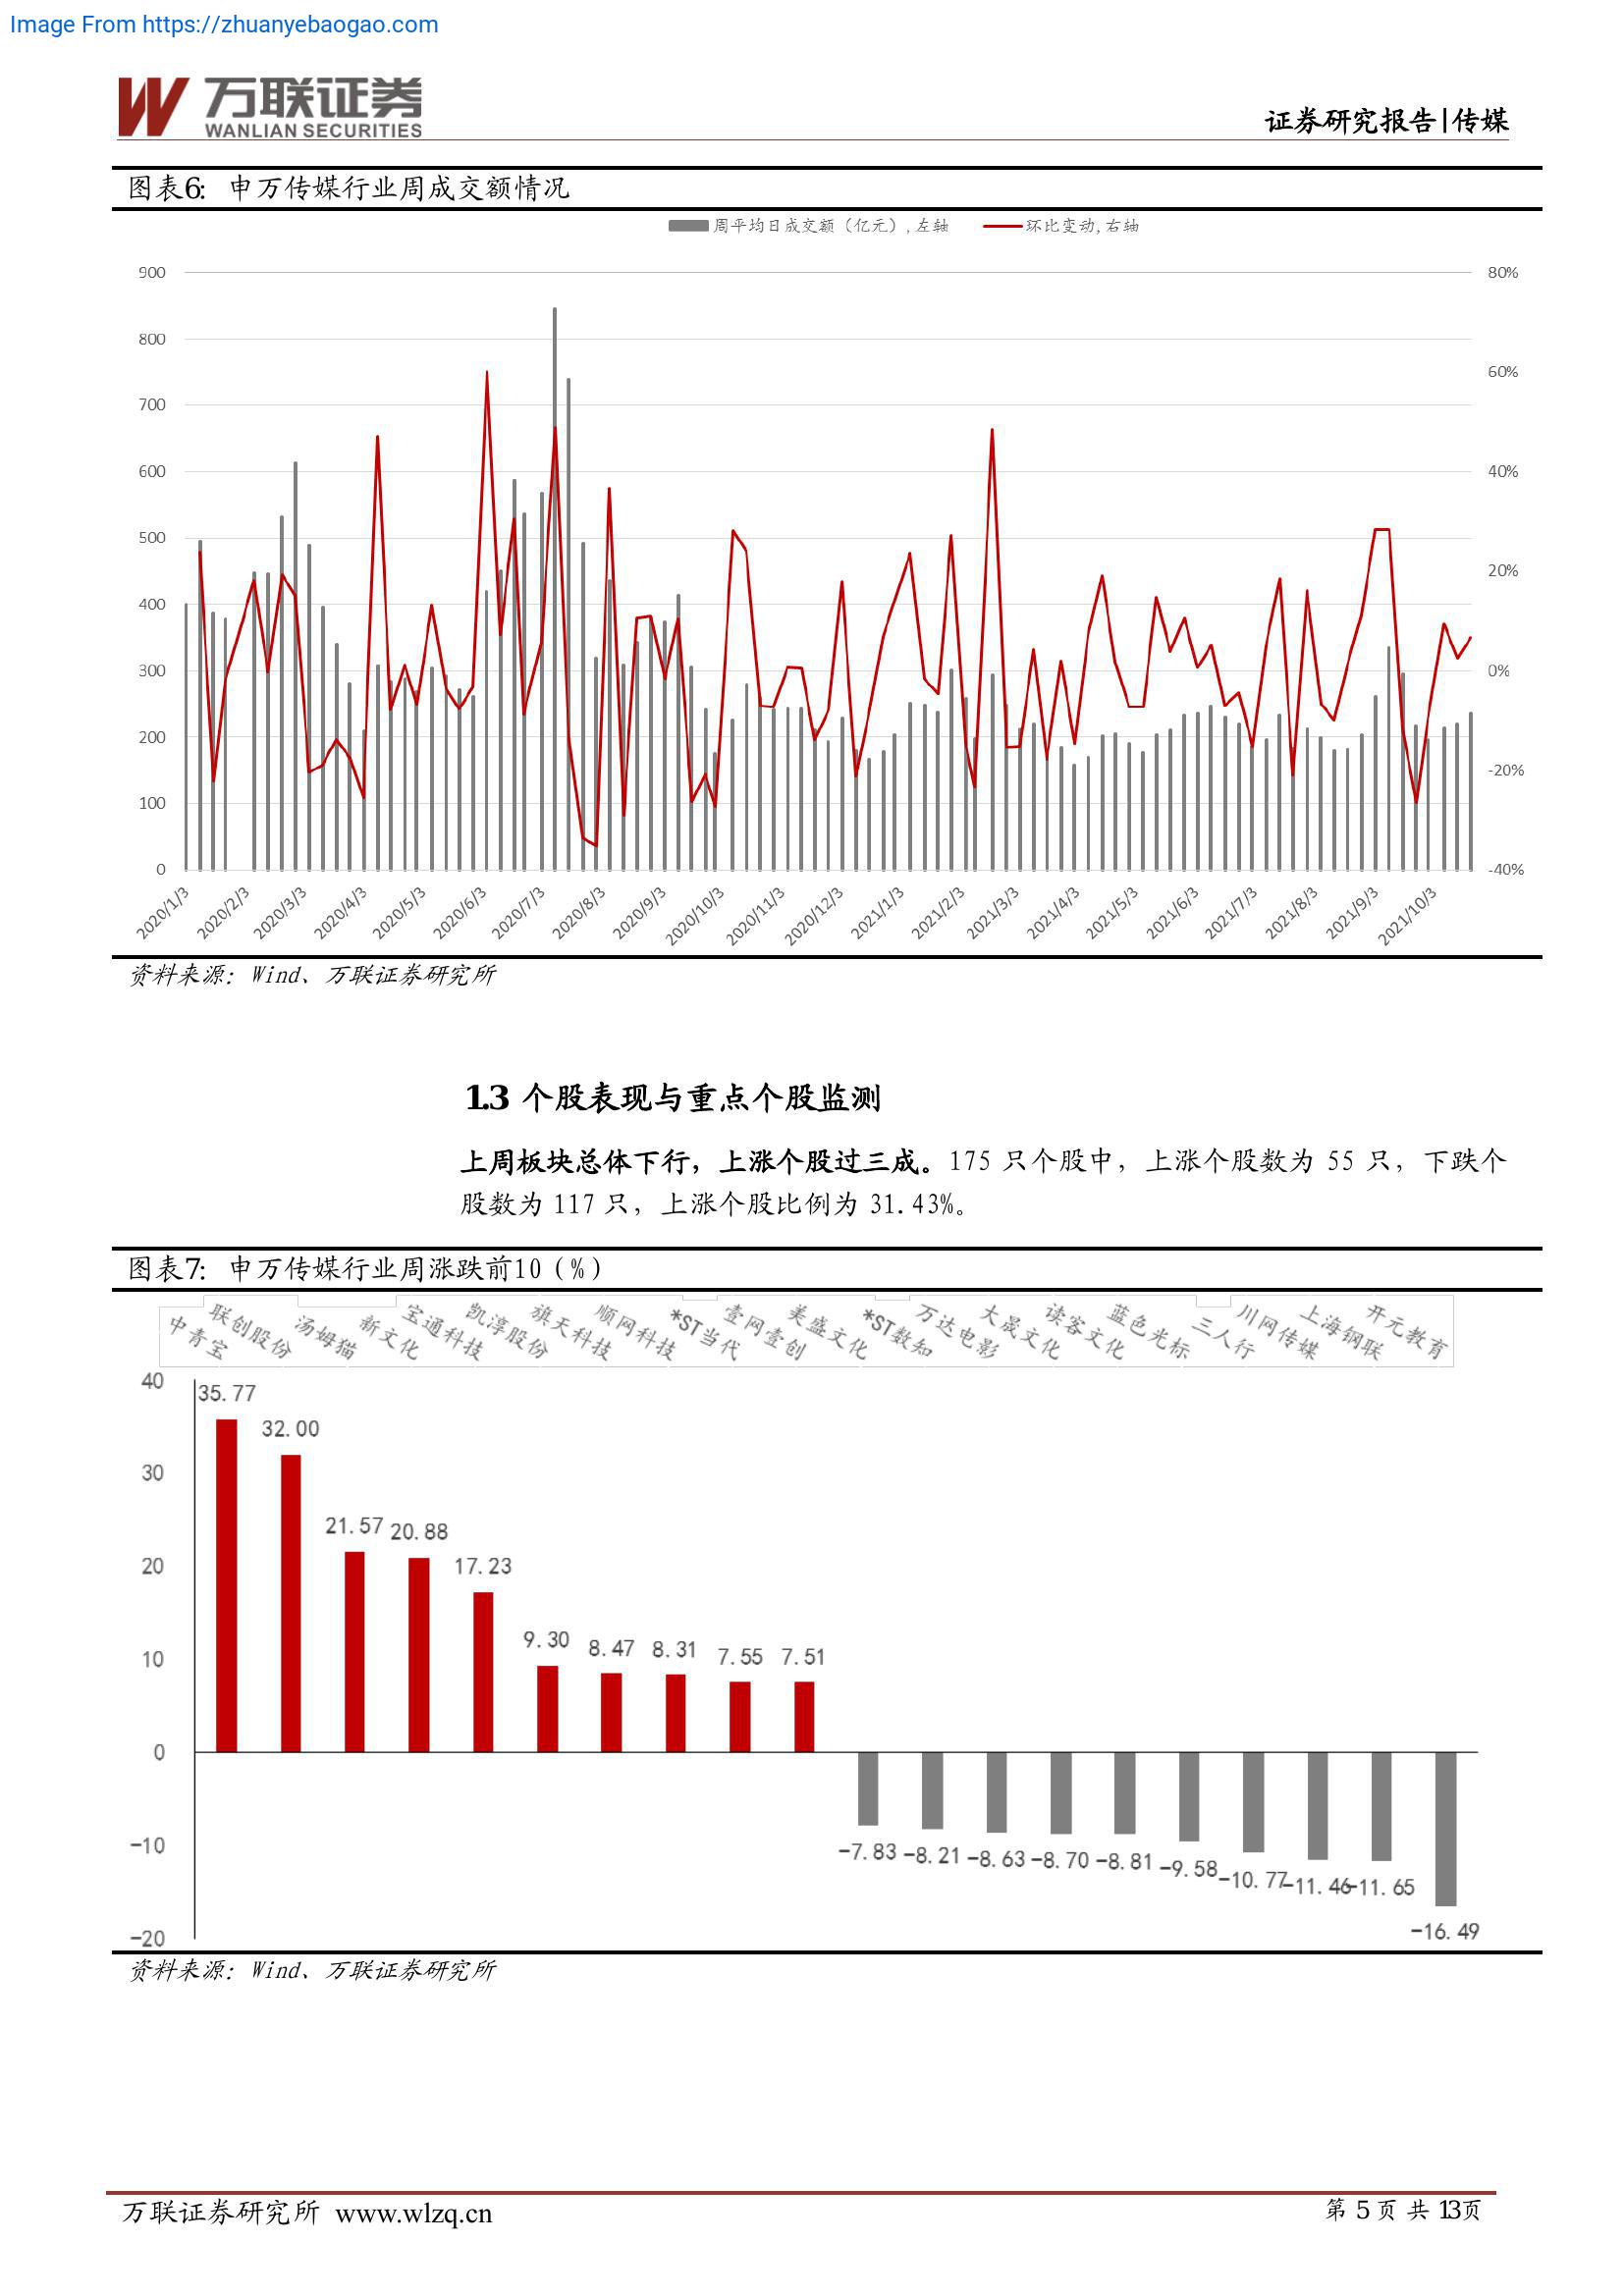 Image From https://zhuanyebaogao.com
万联证券
WANLIAN SECURITIES
证券研究报告|传媒
图表6: 申万传媒行业周成交额情况
周平均日成交额（亿元）,左轴 环比变动,右轴
900 80%
800
700 60%
600 40%
500
400 20%
300 0%
200
100 -20%
0 -40%
2020/1/3 2020/2/3 2020/3/3 2020/4/3 2020/5/3 2020/6/3 2020/7/3 2020/8/3 2020/9/3 2020/10/3 2020/11/3 2020/12/3 2021/1/3 2021/2/3 2021/3/3 2021/4/3 2021/5/3 2021/6/3 2021/7/3 2021/8/3 2021/9/3 2021/10/3
资料来源：Wind、万联证券研究所
1.3 个股表现与重点个股监测
上周板块总体下行，上涨个股过三成。175 只个股中，上涨个股数为 55 只，下跌个
股数为 117 只，上涨个股比例为 31.43%。
图表7: 申万传媒行业周涨跌前10（%）
中青宝 联创股份 汤姆猫 新文化 宝通科技 凯淳股份 旗天科技 顺网科技 *ST当代 壹网壹创 美盛文化 *ST数知 万达电影 大晟文化 读客文化 蓝色光标 三人行 川网传媒 上海钢联 开元教育
40
35.77
32.00
30
21.57 20.88
20
17.23
9.30 8.47 8.31 7.55 7.51
10
0
-10
-7.83 -8.21 -8.63 -8.70 -8.81 -9.58 -10.77 -11.46 -11.65
-16.49
-20
资料来源：Wind、万联证券研究所
万联证券研究所 www.wlzq.cn
第 5 页 共 13页